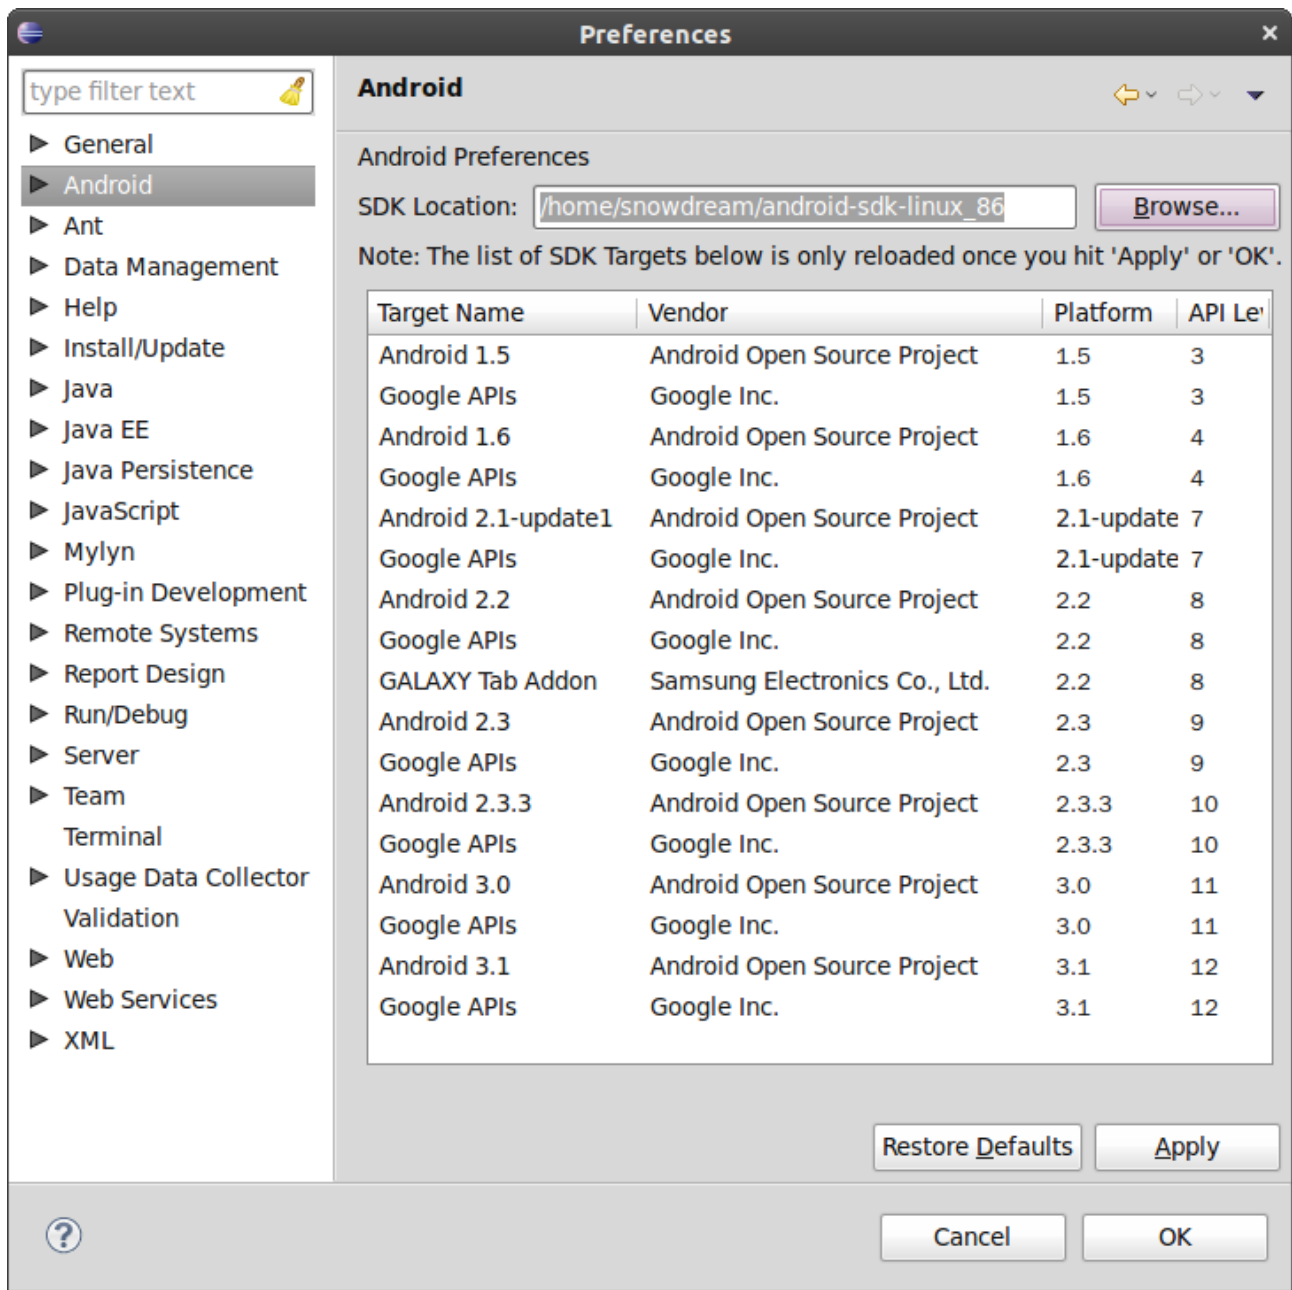 Preferences
type filter text
General
Android
Ant
Data Management
Help
Install/Update
Java
Java EE
Java Persistence
JavaScript
Mylyn
Plug-in Development
Remote Systems
Report Design
Run/Debug
Server
Team
Terminal
Usage Data Collector
Validation
Web
Web Services
XML
Android
Android Preferences
SDK Location: /home/snowdream/android-sdk-linux_86 Browse...
Note: The list of SDK Targets below is only reloaded once you hit 'Apply' or 'OK'.
Target Name Vendor Platform API Lev
Android 1.5 Android Open Source Project 1.5 3
Google APIs Google Inc. 1.5 3
Android 1.6 Android Open Source Project 1.6 4
Google APIs Google Inc. 1.6 4
Android 2.1-update1 Android Open Source Project 2.1-update 7
Google APIs Google Inc. 2.1-update 7
Android 2.2 Android Open Source Project 2.2 8
Google APIs Google Inc. 2.2 8
GALAXY Tab Addon Samsung Electronics Co., Ltd. 2.2 8
Android 2.3 Android Open Source Project 2.3 9
Google APIs Google Inc. 2.3 9
Android 2.3.3 Android Open Source Project 2.3.3 10
Google APIs Google Inc. 2.3.3 10
Android 3.0 Android Open Source Project 3.0 11
Google APIs Google Inc. 3.0 11
Android 3.1 Android Open Source Project 3.1 12
Google APIs Google Inc. 3.1 12
Restore Defaults Apply
? Cancel OK